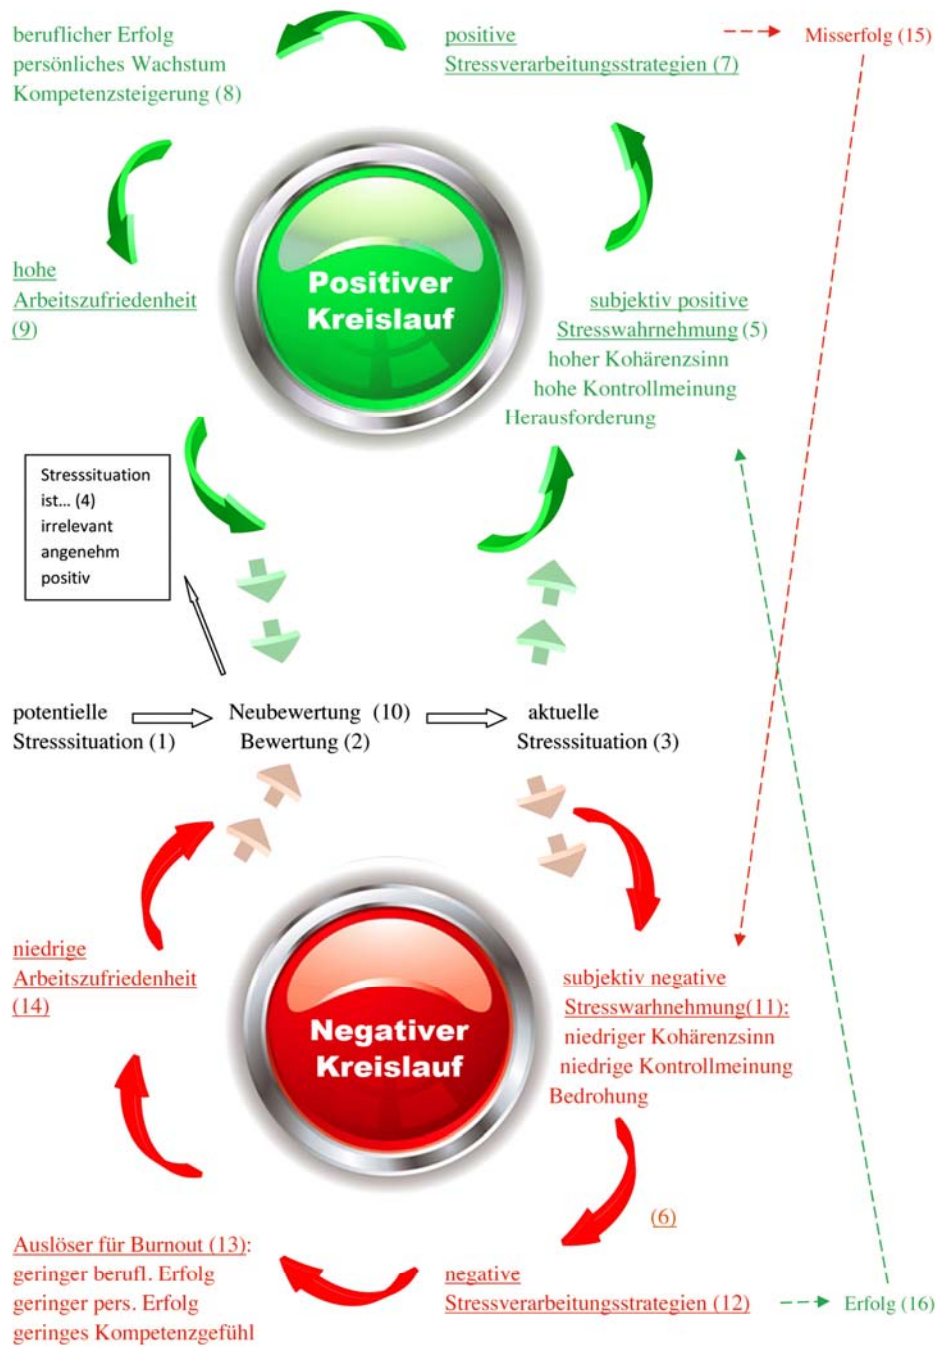 beruflicher Erfolg
persönliches Wachstum
Kompetenzsteigerung (8)
positive
Stressverarbeitungsstrategien (7)
Misserfolg (15)
hohe
Arbeitszufriedenheit
(9)
Positiver
Kreislauf
subjektiv positive
Stresswahrnehmung (5)
hoher Kohärenzsinn
hohe Kontrollmeinung
Herausforderung
Stresssituation
ist... (4)
irrelevant
angenehm
positiv
potentielle
Stresssituation (1)
Neubewertung (10)
Bewertung (2)
aktuelle
Stresssituation (3)
niedrige
Arbeitszufriedenheit
(14)
Negativer
Kreislauf
subjektiv negative
Stresswarhnehmung(11):
niedriger Kohärenzsinn
niedrige Kontrollmeinung
Bedrohung
(6)
Auslöser für Burnout (13):
geringer berufl. Erfolg
geringer pers. Erfolg
geringes Kompetenzgefühl
negative
Stressverarbeitungsstrategien (12)
Erfolg (16)